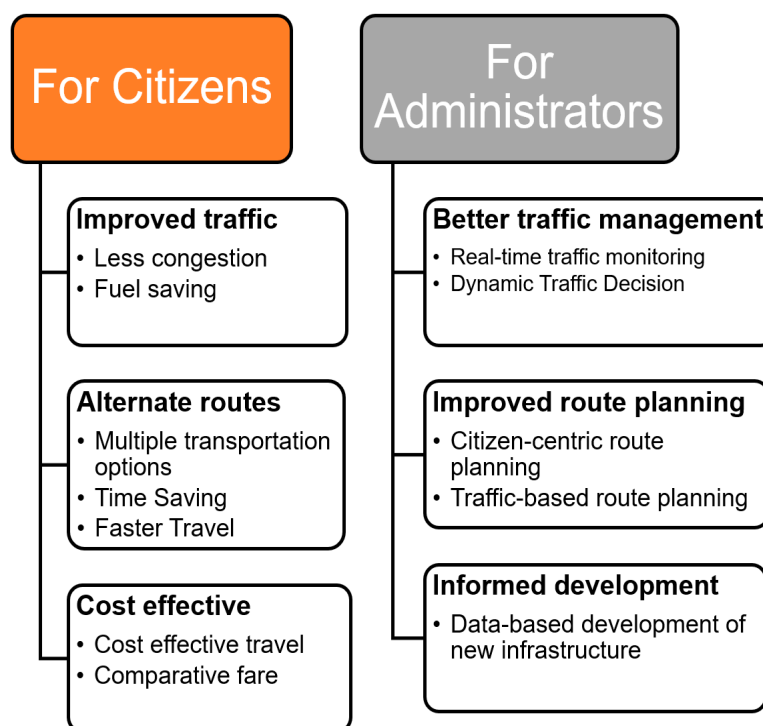 For Citizens
Improved traffic
• Less congestion
• Fuel saving
Alternate routes
• Multiple transportation
options
• Time Saving
• Faster Travel
Cost effective
• Cost effective travel
• Comparative fare
For
Administrators
Better traffic management
• Real-time traffic monitoring
• Dynamic Traffic Decision
Improved route planning
• Citizen-centric route
planning
• Traffic-based route planning
Informed development
• Data-based development of
new infrastructure